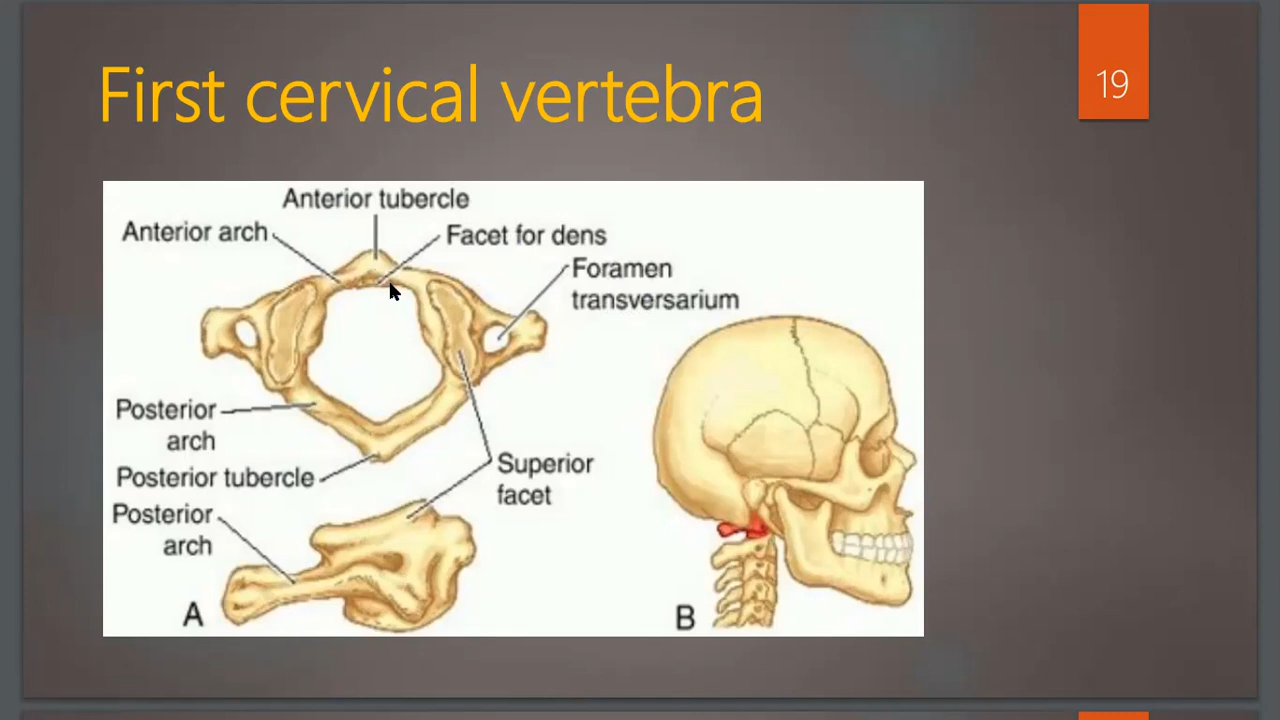 First cervical vertebra
19
Anterior tubercle
Anterior arch
Facet for dens
Foramen
transversarium
Posterior
arch
Posterior tubercle
Superior
facet
Posterior
arch
A
B